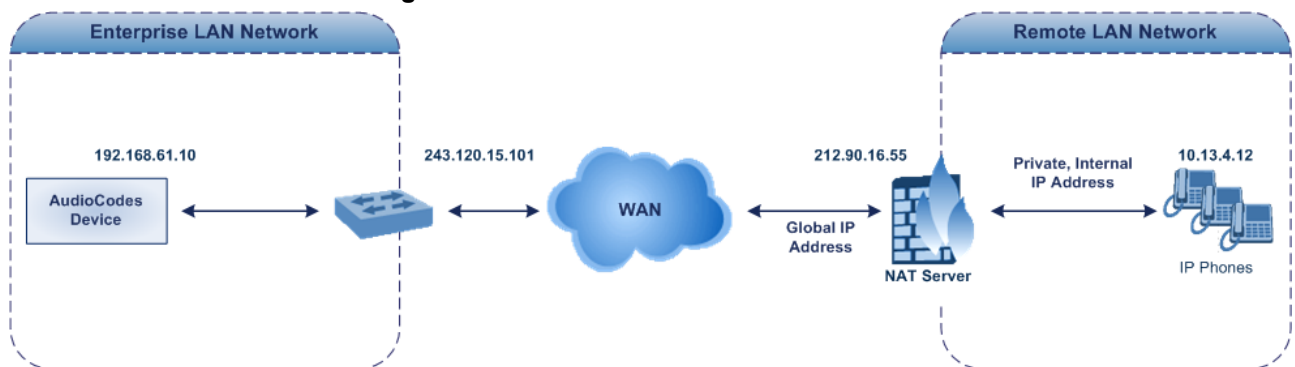 Enterprise LAN Network
Remote LAN Network
192.168.61.10
243.120.15.101
212.90.16.55
Private, Internal
IP Address
10.13.4.12
AudioCodes
Device
WAN
Global IP
Address
NAT Server
IP Phones